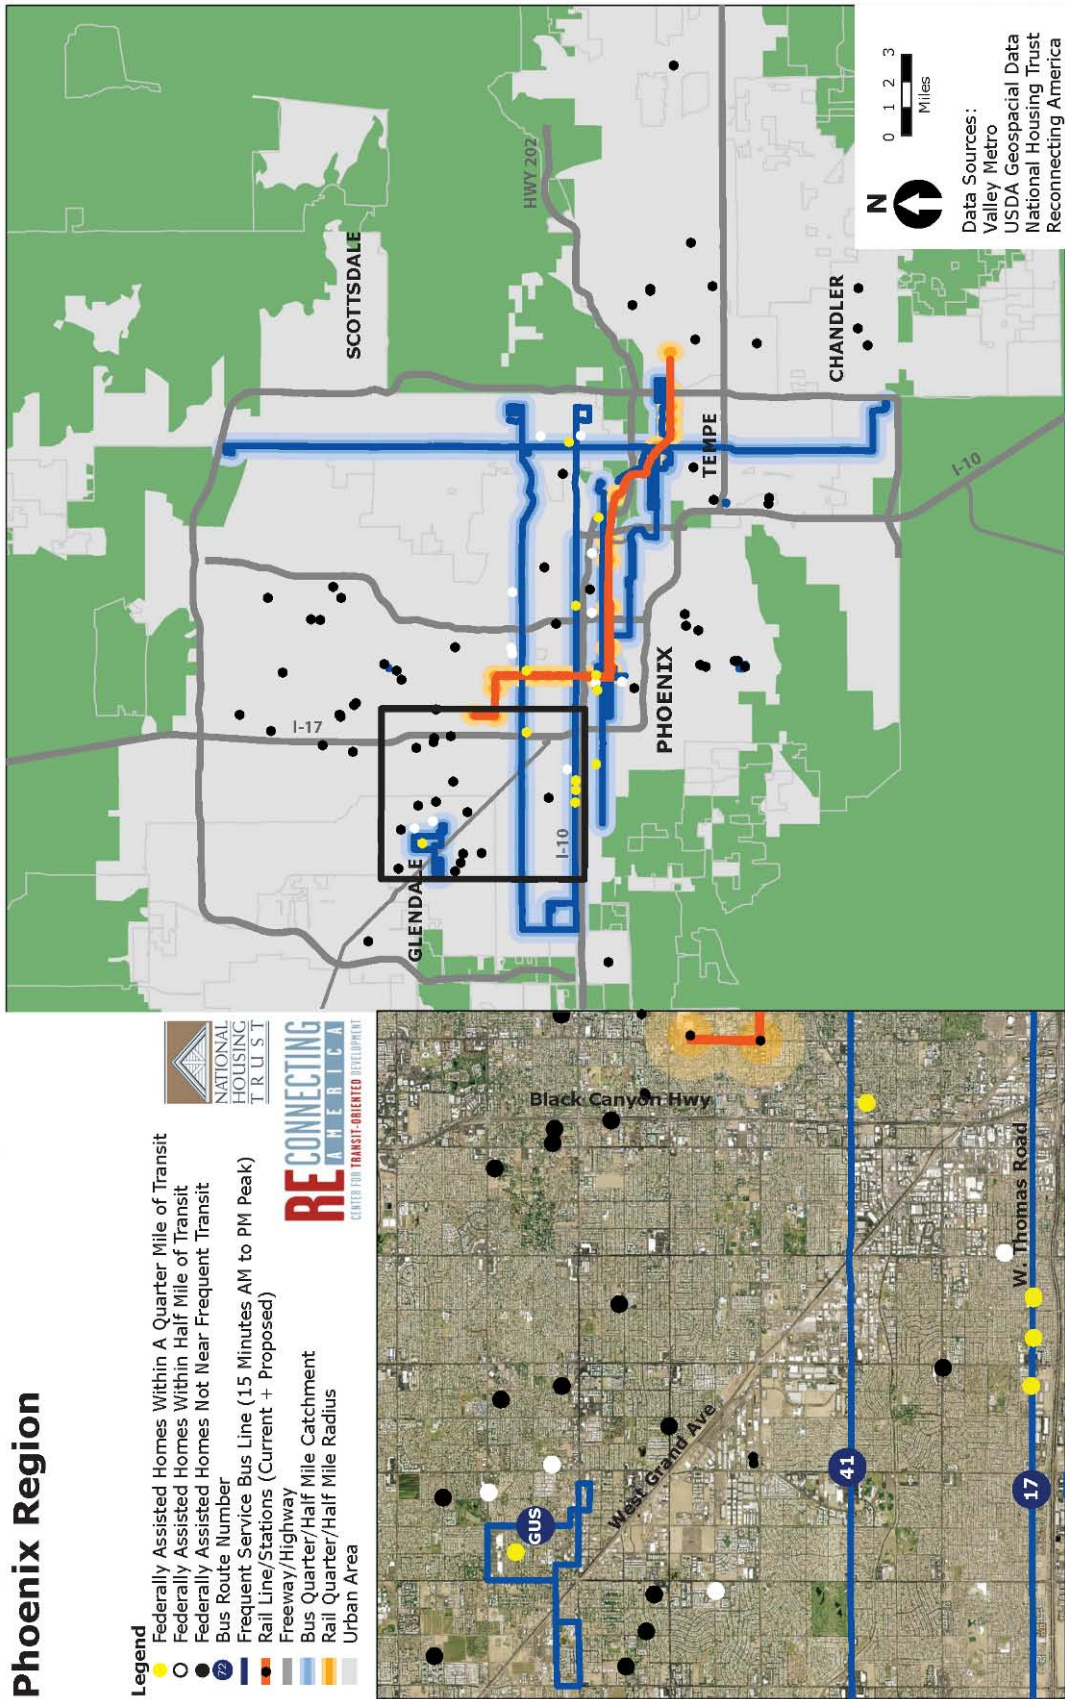 Phoenix Region
Legend
Federally Assisted Homes Within A Quarter Mile of Transit
Federally Assisted Homes Within Half Mile of Transit
Federally Assisted Homes Not Near Frequent Transit
72
Bus Route Number
Frequent Service Bus Line (15 Minutes AM to PM Peak)
Rail Line/Stations (Current + Proposed)
Freeway/Highway
Bus Quarter/Half Mile Catchment
Rail Quarter/Half Mile Radius
Urban Area
NATIONAL
HOUSING
TRUST
RECONNECTING
AMERICA
CENTER FOR TRANSIT-ORIENTED DEVELOPMENT
Black Canyon Hwy
West Grand Ave
W. Thomas Road
GUS
41
17
SCOTTSDALE
HWY 202
I-17
GLENDALE
I-10
PHOENIX
TEMPE
CHANDLER
I-10
N
0 1 2 3
Miles
Data Sources:
Valley Metro
USDA Geospacial Data
National Housing Trust
Reconnecting America